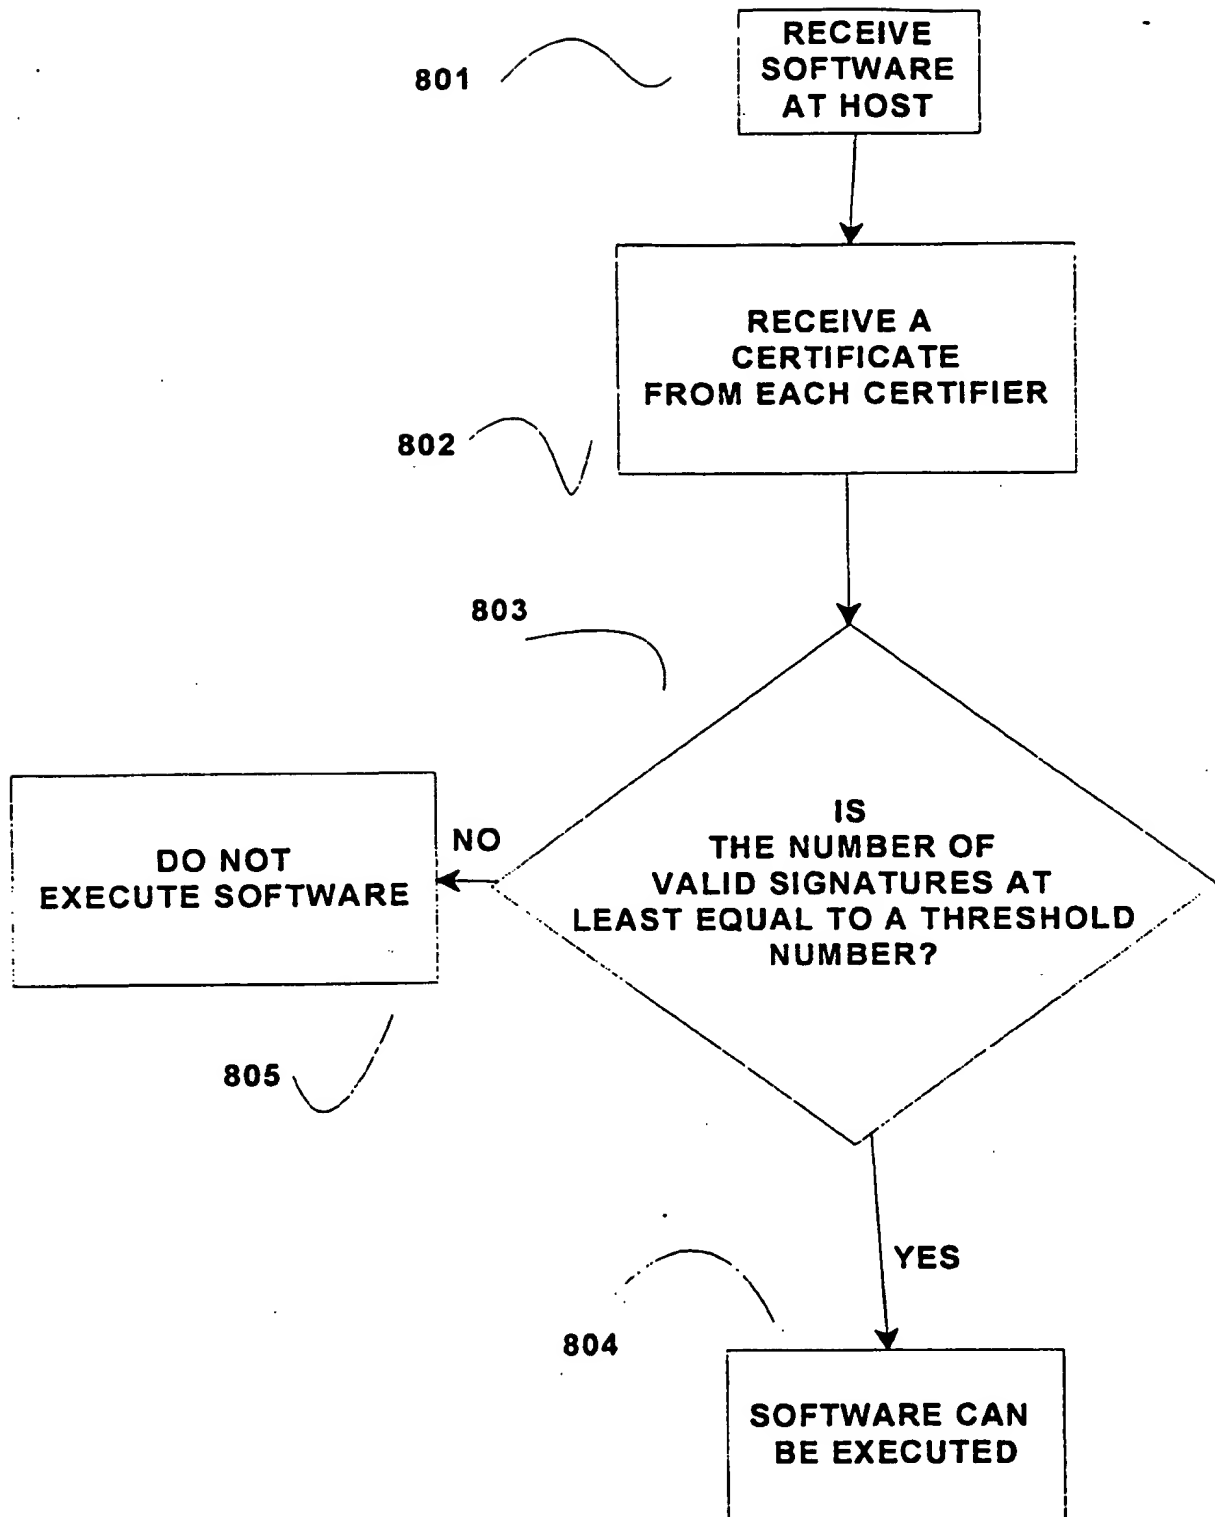 801
RECEIVE
SOFTWARE
AT HOST
RECEIVE A
CERTIFICATE
FROM EACH CERTIFIER
802
803
IS
THE NUMBER OF
VALID SIGNATURES AT
LEAST EQUAL TO A THRESHOLD
NUMBER?
NO
DO NOT
EXECUTE SOFTWARE
805
YES
804
SOFTWARE CAN
BE EXECUTED